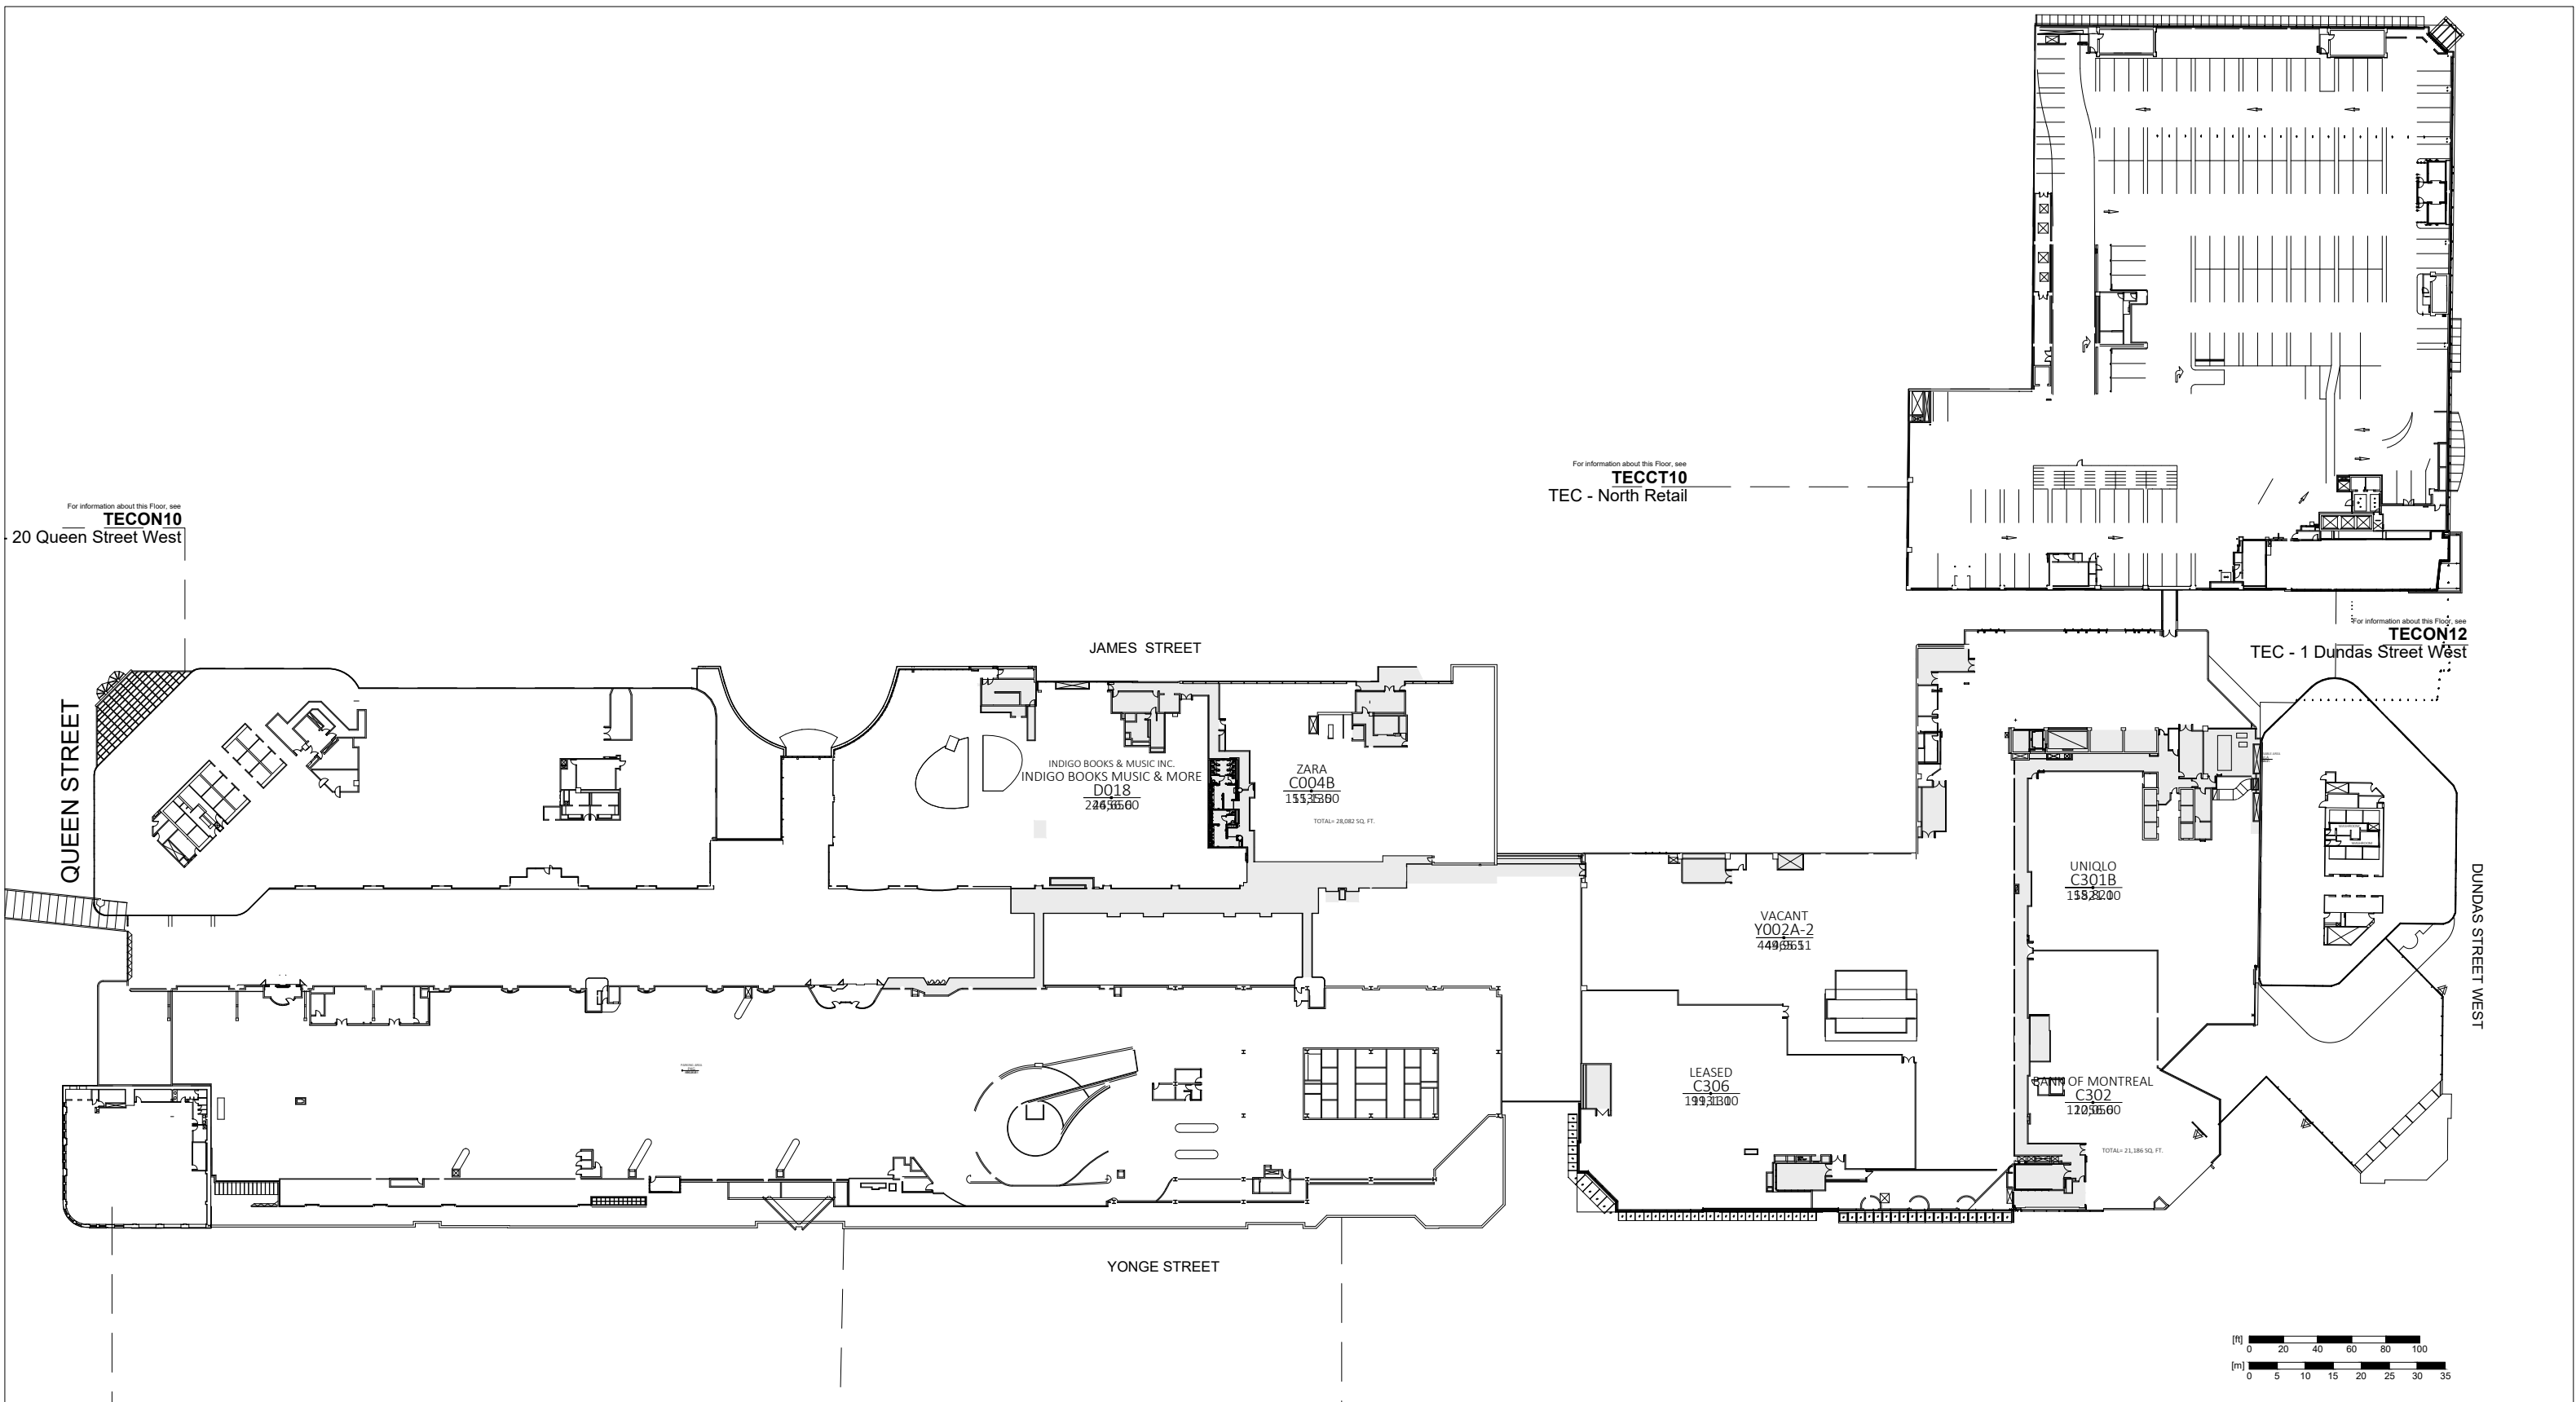 For information about this Floor, see
TECCT10
TEC - North Retail
For information about this Floor, see
TECON10
- 20 Queen Street West
For information about this Floor, see
TECON12
TEC - 1 Dundas Street West
JAMES STREET
QUEEN STREET
INDIGO BOOKS & MUSIC INC.
INDIGO BOOKS MUSIC & MORE
D018
ZARA
C004B
TOTAL= 28,082 SQ. FT.
UNIQLO
C301B
VACANT
Y002A-2
DUNDAS STREET WEST
LEASED
C306
BANK OF MONTREAL
C302
TOTAL= 21,186 SQ. FT.
YONGE STREET
[ft]
0 20 40 60 80 100
[m]
0 5 10 15 20 25 30 35